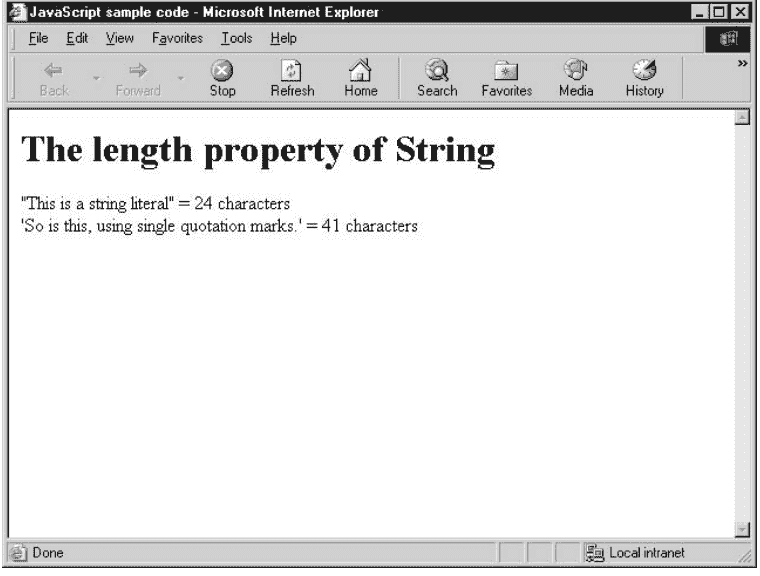 JavaScript sample code - Microsoft Internet Explorer
File Edit View Favorites Tools Help
Back Forward Stop Refresh Home Search Favorites Media History »
The length property of String
"This is a string literal" = 24 characters
'So is this, using single quotation marks.' = 41 characters
Done Local intranet